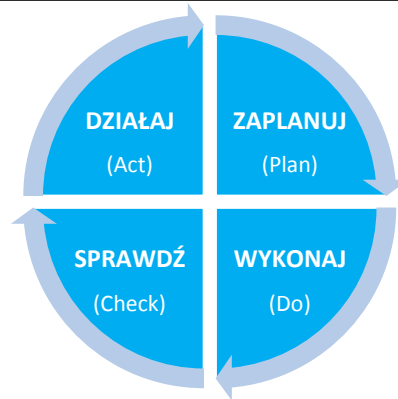 DZIAŁAJ
(Act)
ZAPLANUJ
(Plan)
SPRAWDŹ
(Check)
WYKONAJ
(Do)